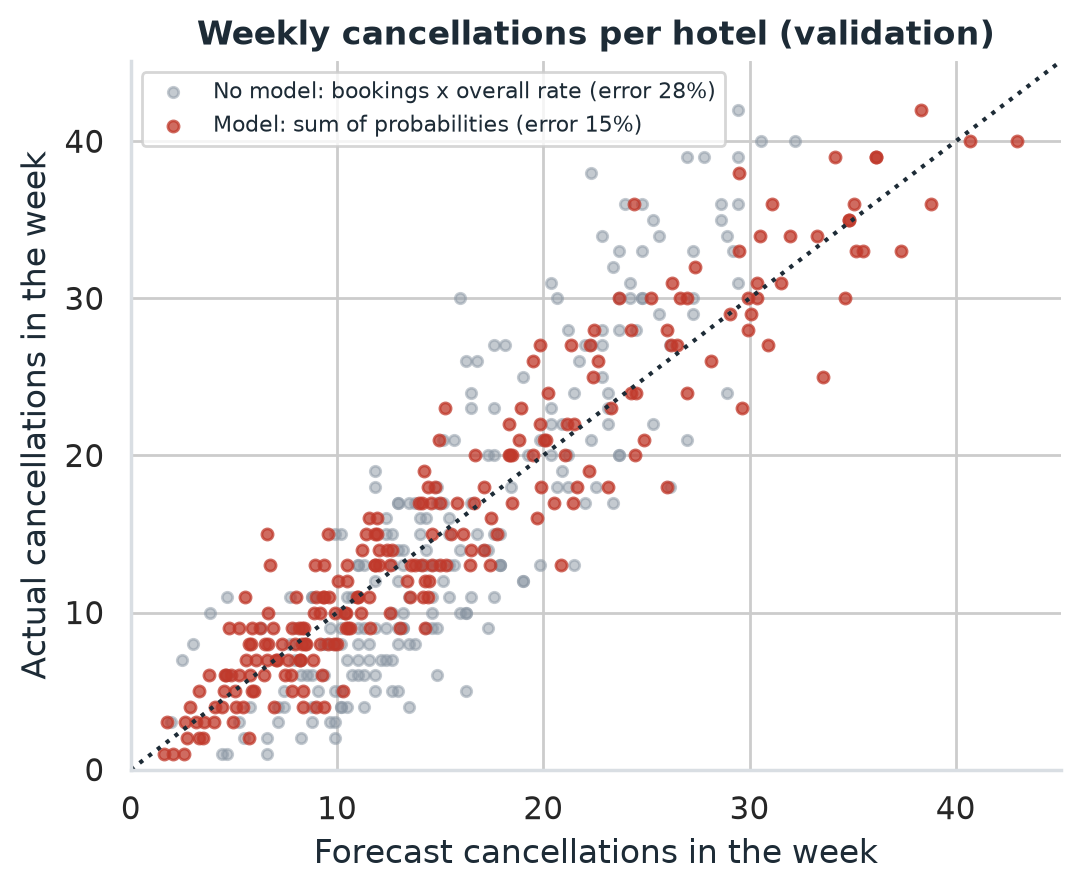 Weekly cancellations per hotel (validation)
No model: bookings x overall rate (error 28%)
Model: sum of probabilities (error 15%)
Actual cancellations in the week
40
30
20
10
0
0 10 20 30 40
Forecast cancellations in the week